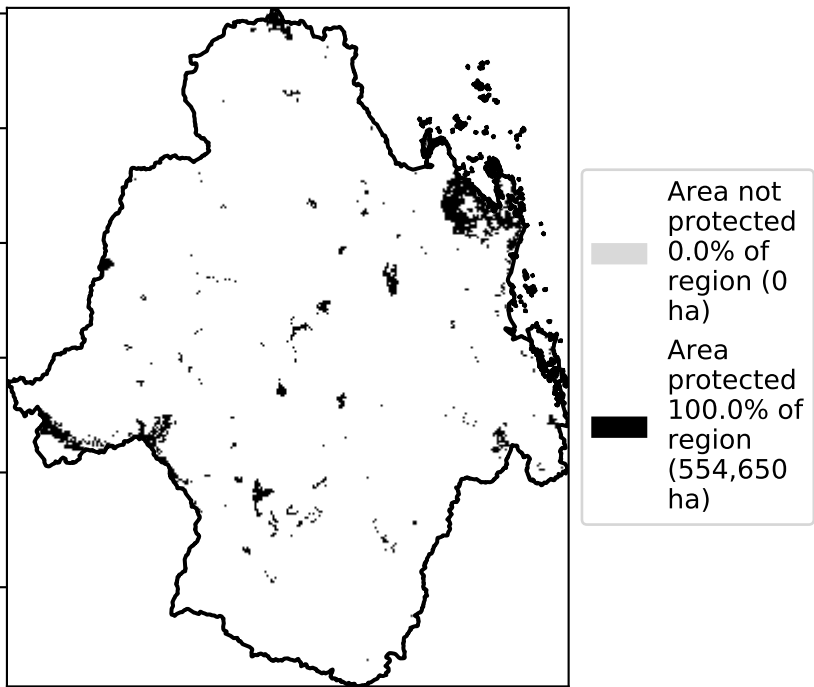 Area not
protected
0.0% of
region (0
ha)
Area
protected
100.0% of
region
(554,650
ha)